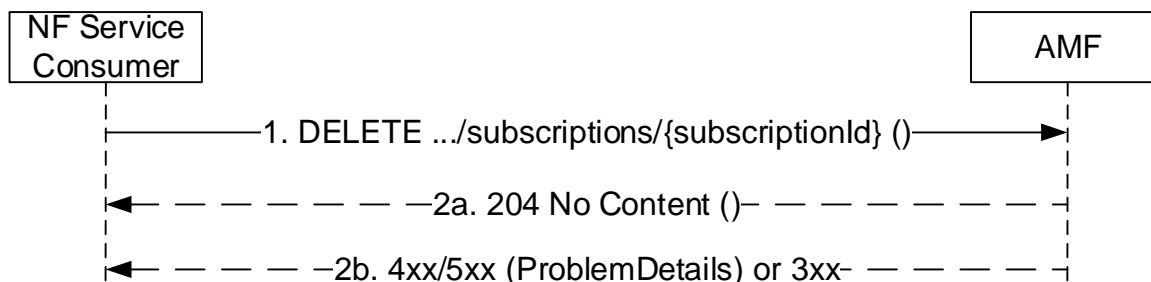 NF Service
Consumer
AMF
1. DELETE .../subscriptions/{subscriptionId} ()
2a. 204 No Content ()
2b. 4xx/5xx (ProblemDetails) or 3xx